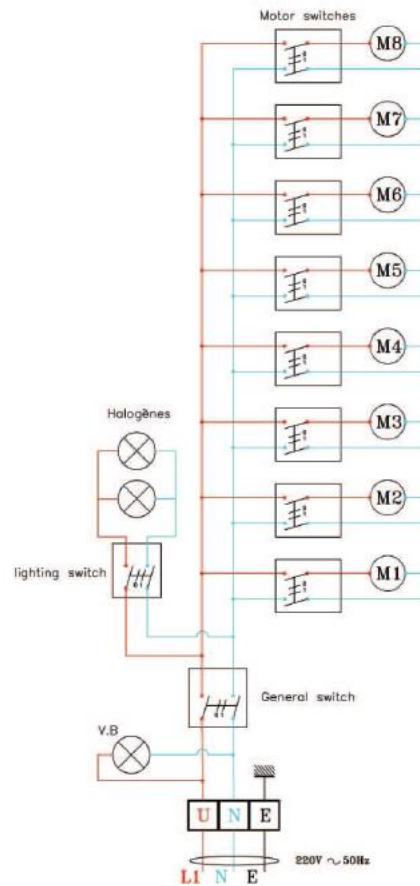 Motor switches
M8
M7
M6
M5
M4
Halogènes
M3
M2
lighting switch
M1
General switch
V.B
U N E
220V ~ 50Hz
L1 N E